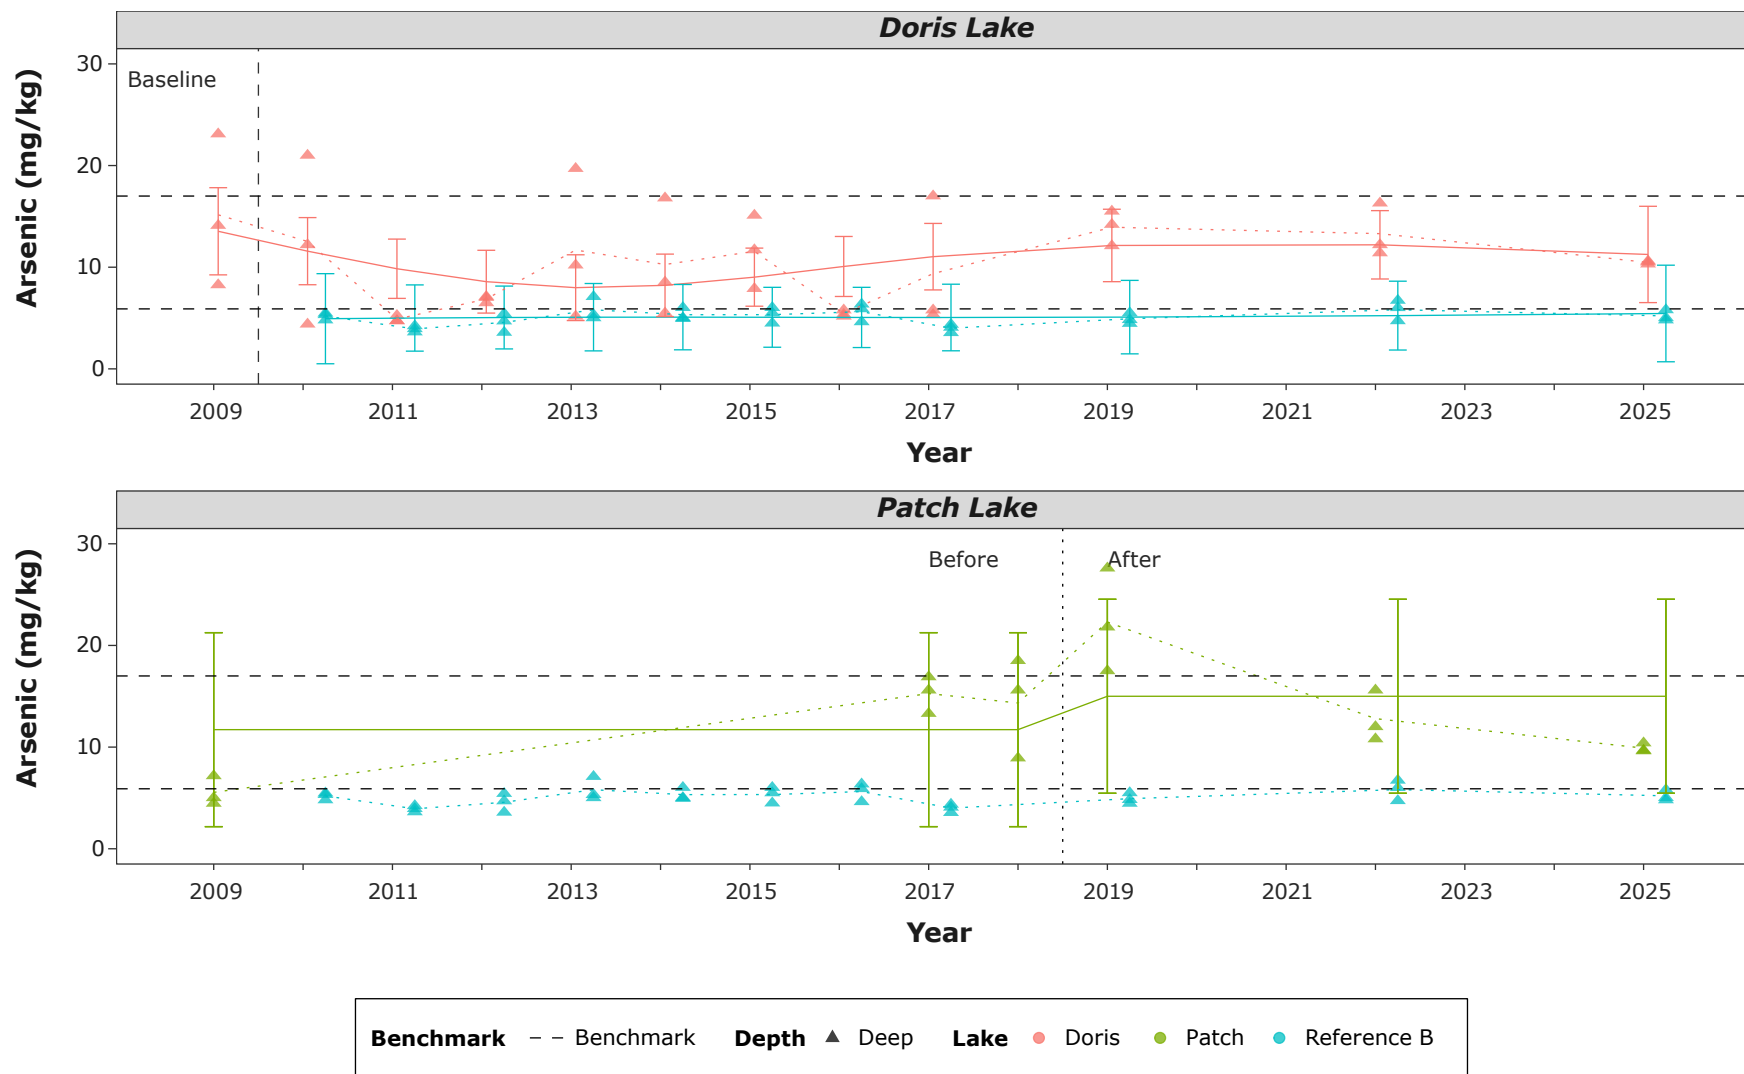 Doris Lake
Arsenic (mg/kg)
30
20
10
0
Baseline
2009 2011 2013 2015 2017 2019 2021 2023 2025
Year
Patch Lake
Arsenic (mg/kg)
30
20
10
0
Before After
2009 2011 2013 2015 2017 2019 2021 2023 2025
Year
Benchmark Benchmark Depth Deep Lake Doris Patch Reference B